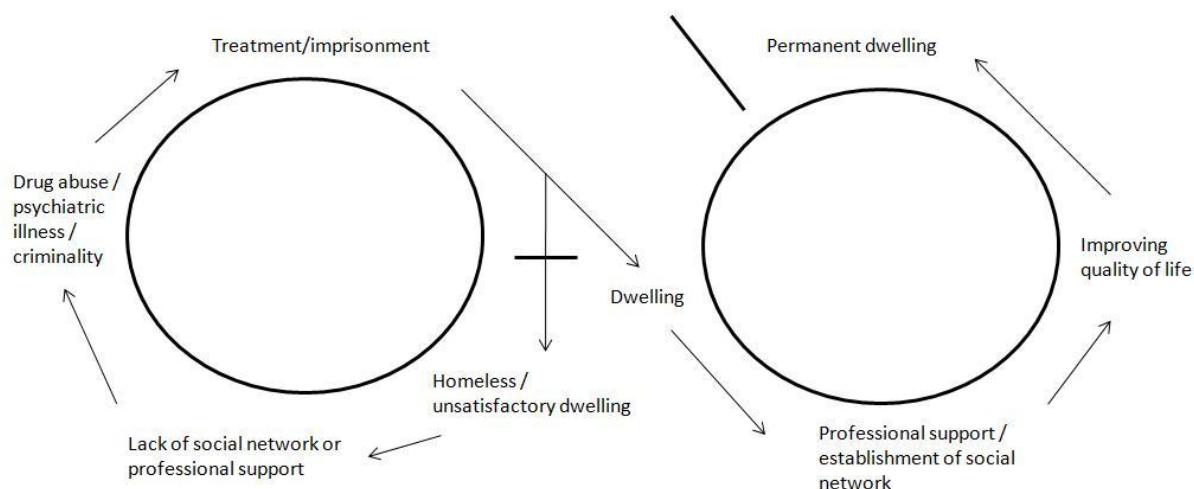 Treatment/imprisonment
Permanent dwelling
Drug abuse /
psychiatric
illness /
criminality
Improving
quality of life
Dwelling
Homeless /
unsatisfactory dwelling
Lack of social network or
professional support
Professional support /
establishment of social
network